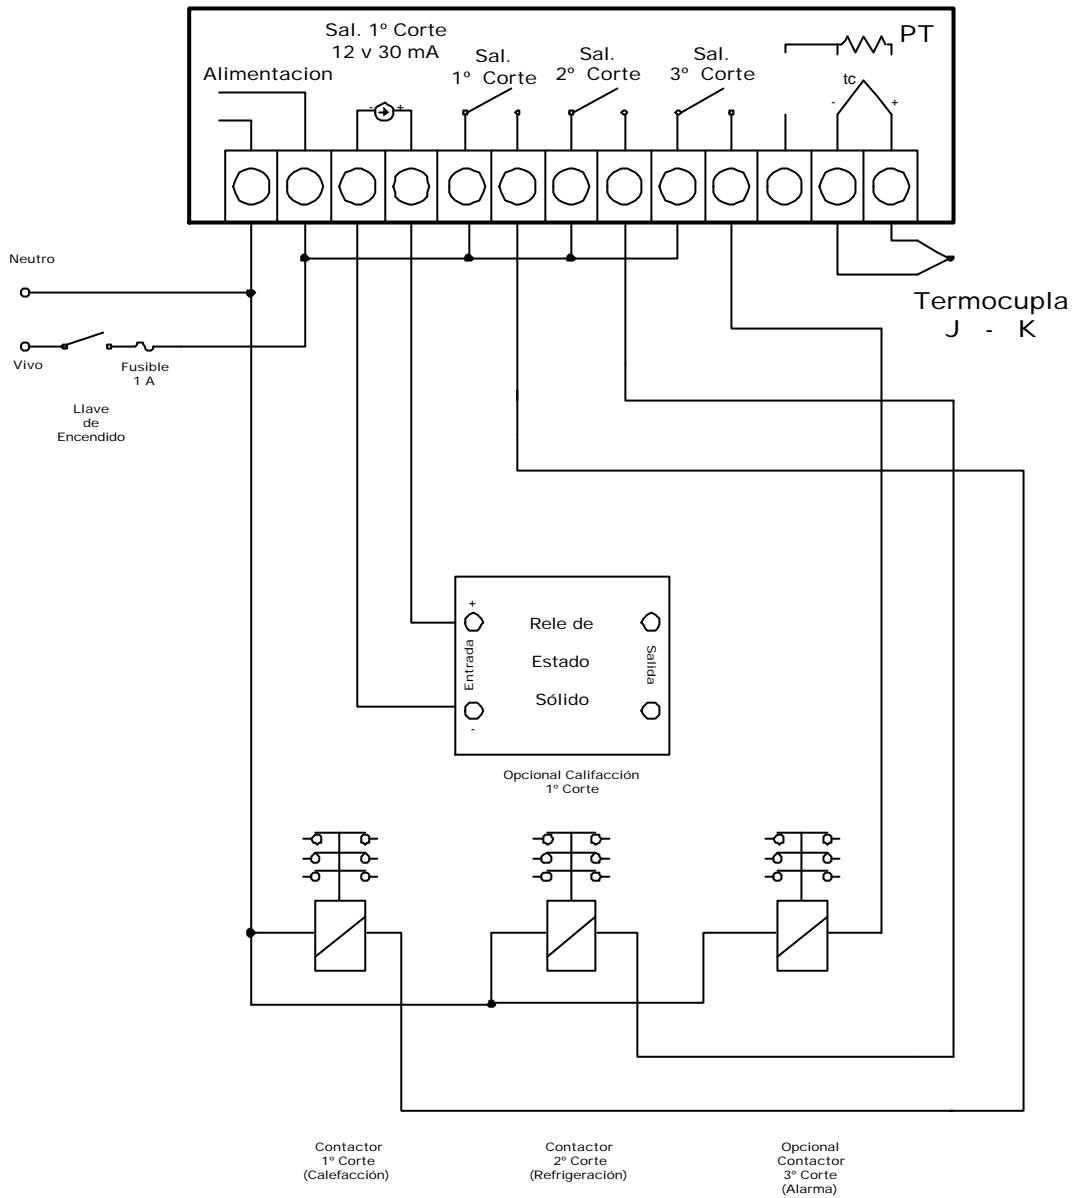 Sal. 1º Corte
12 v 30 mA
PT
Sal.
1º Corte
Sal.
2º Corte
Sal.
3º Corte
Alimentacion
tc
- +
- +
Neutro
Termocupla
J - K
Vivo
Fusible
1 A
Llave
de
Encendido
+
Entrada
-
Rele de
Estado
Sólido
Salida
Opcional Califacción
1º Corte
Contactor
1º Corte
(Calefacción)
Contactor
2º Corte
(Refrigeración)
Opcional
Contactor
3º Corte
(Alarma)